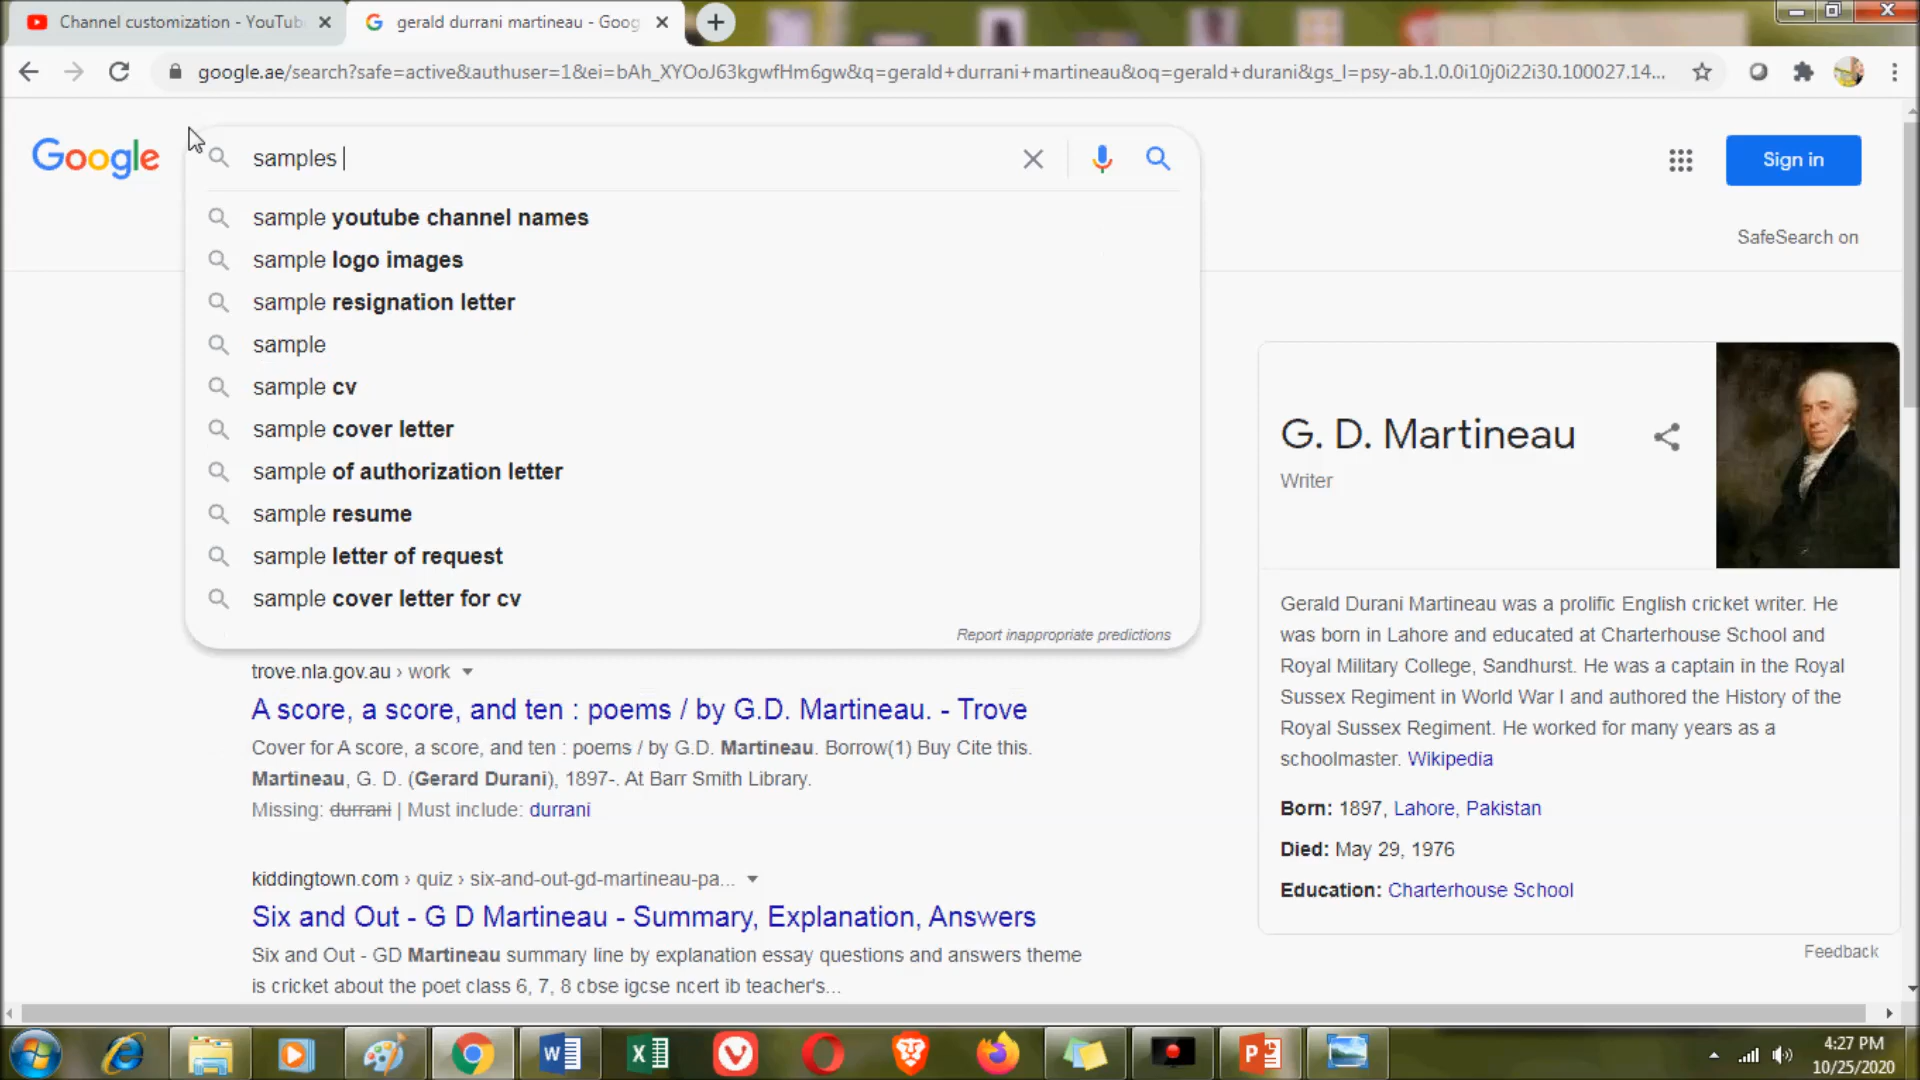 Channel customization - YouTub
gerald durrani martineau - Goog
google.ae/search?safe=active&authuser=1&ei=bAh_XYOoJ63kgwfHm6gw&q=gerald+durrani+martineau&oq=gerald+durani&gs_l=psy-ab.1.0.0i10j0i22i30.100027.14...
Google
samples
Sign in
SafeSearch on
sample youtube channel names
sample logo images
sample resignation letter
sample
sample cv
sample cover letter
sample of authorization letter
sample resume
sample letter of request
sample cover letter for cv
Report inappropriate predictions
trove.nla.gov.au › work
A score, a score, and ten : poems / by G.D. Martineau. - Trove
Cover for A score, a score, and ten : poems / by G.D. Martineau. Borrow(1) Buy Cite this.
Martineau, G. D. (Gerard Durani), 1897-. At Barr Smith Library.
Missing: durrani | Must include: durrani
kiddingtown.com › quiz › six-and-out-gd-martineau-pa...
Six and Out - G D Martineau - Summary, Explanation, Answers
Six and Out - GD Martineau summary line by explanation essay questions and answers theme
is cricket about the poet class 6, 7, 8 cbse igcse ncert ib teacher's...
G. D. Martineau
Writer
Gerald Durani Martineau was a prolific English cricket writer. He
was born in Lahore and educated at Charterhouse School and
Royal Military College, Sandhurst. He was a captain in the Royal
Sussex Regiment in World War I and authored the History of the
Royal Sussex Regiment. He worked for many years as a
schoolmaster. Wikipedia
Born: 1897, Lahore, Pakistan
Died: May 29, 1976
Education: Charterhouse School
Feedback
4:27 PM
10/25/2020